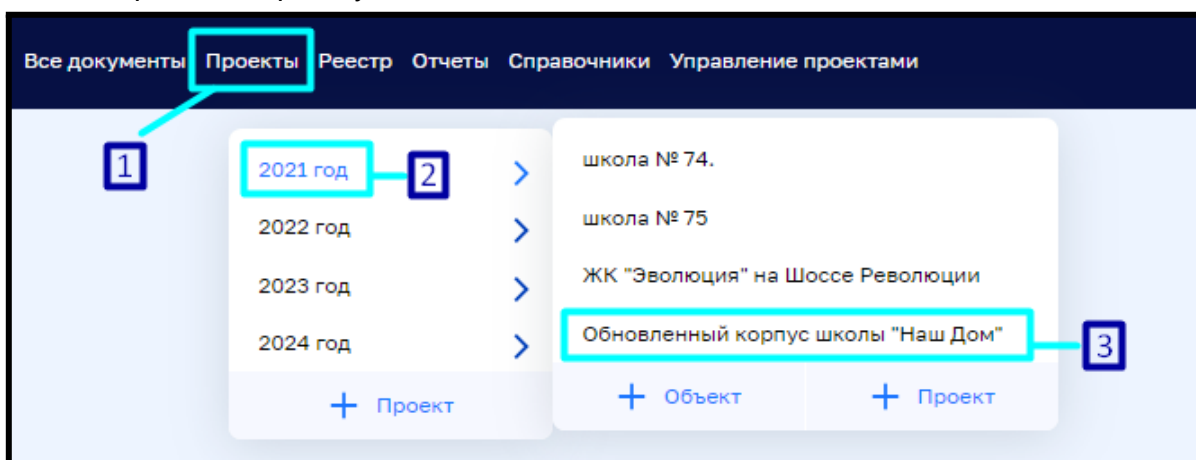 Все документы Проекты Реестр Отчеты Справочники Управление проектами
1
2021 год
2
2022 год
2023 год
2024 год
+ Проект
школа № 74.
школа № 75
ЖК "Эволюция" на Шоссе Революции
Обновленный корпус школы "Наш Дом"
3
+ Объект + Проект